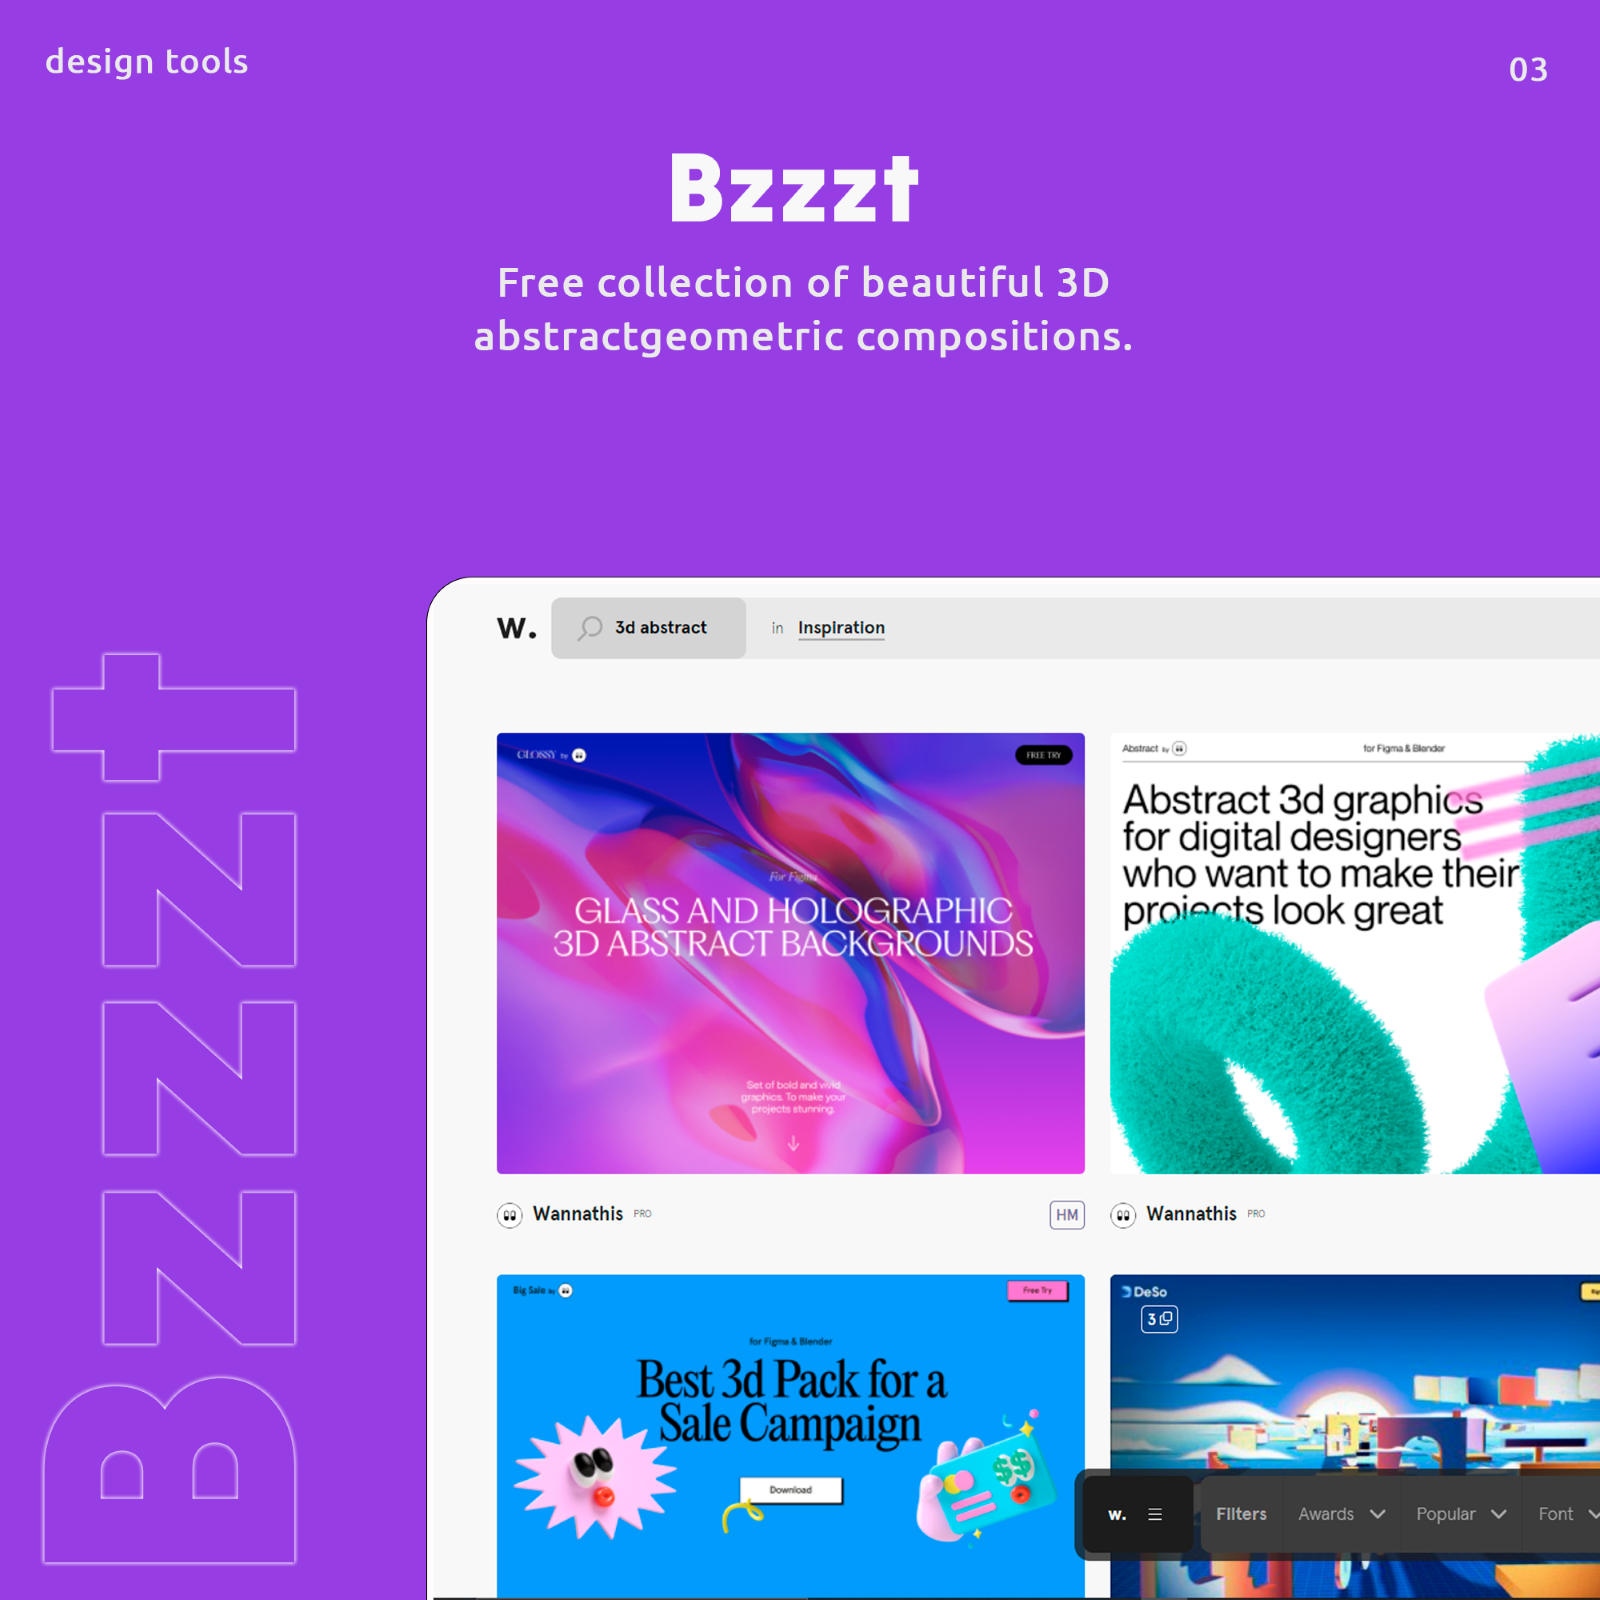 design tools
03
Bzzzt
Free collection of beautiful 3D
abstractgeometric compositions.
Bzzzt
w.
3d abstract
in Inspiration
GLOSSY by
FREE TRY
For Figma
GLASS AND HOLOGRAPHIC
3D ABSTRACT BACKGROUNDS
Set of bold and vivid
graphics. To make your
projects stunning.
Wannathis PRO
HM
Abstract by
for Figma & Blender
Abstract 3d graphics
for digital designers
who want to make their
projects look great
Wannathis PRO
Big Sale by
Free Try
for Figma & Blender
Best 3d Pack for a
Sale Campaign
Download
DeSo
3
w.
Filters
Awards
Popular
Font